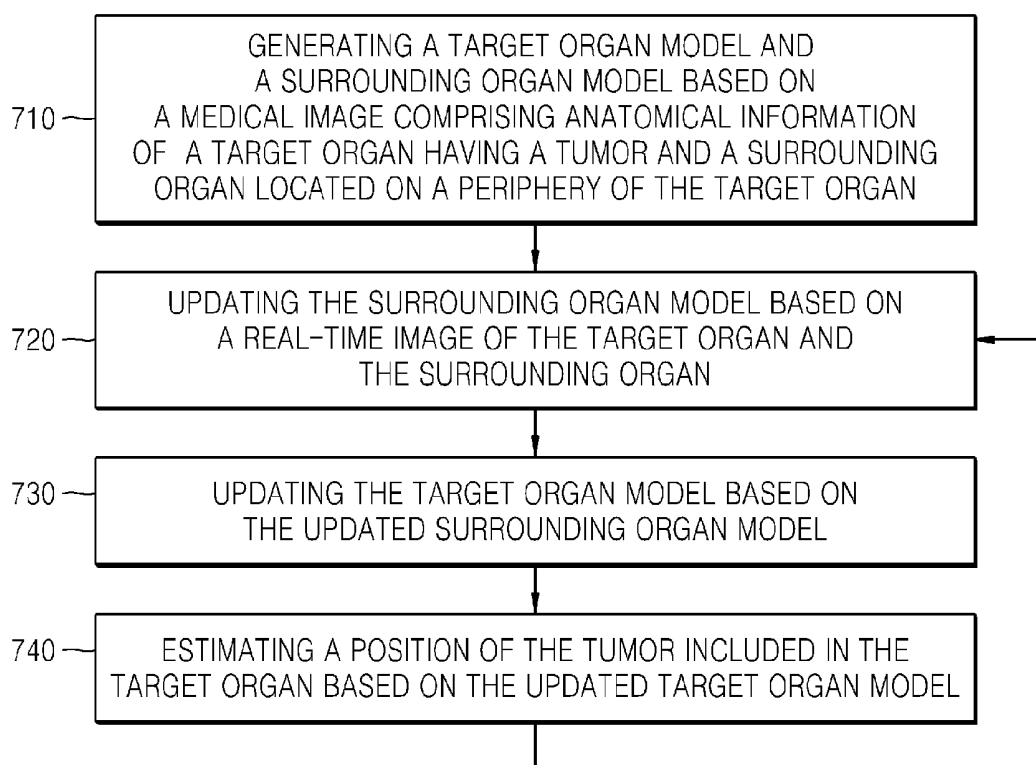 GENERATING A TARGET ORGAN MODEL AND
A SURROUNDING ORGAN MODEL BASED ON
710
A MEDICAL IMAGE COMPRISING ANATOMICAL INFORMATION
OF A TARGET ORGAN HAVING A TUMOR AND A SURROUNDING
ORGAN LOCATED ON A PERIPHERY OF THE TARGET ORGAN
UPDATING THE SURROUNDING ORGAN MODEL BASED ON
720
A REAL-TIME IMAGE OF THE TARGET ORGAN AND
THE SURROUNDING ORGAN
730
UPDATING THE TARGET ORGAN MODEL BASED ON
THE UPDATED SURROUNDING ORGAN MODEL
740
ESTIMATING A POSITION OF THE TUMOR INCLUDED IN THE
TARGET ORGAN BASED ON THE UPDATED TARGET ORGAN MODEL